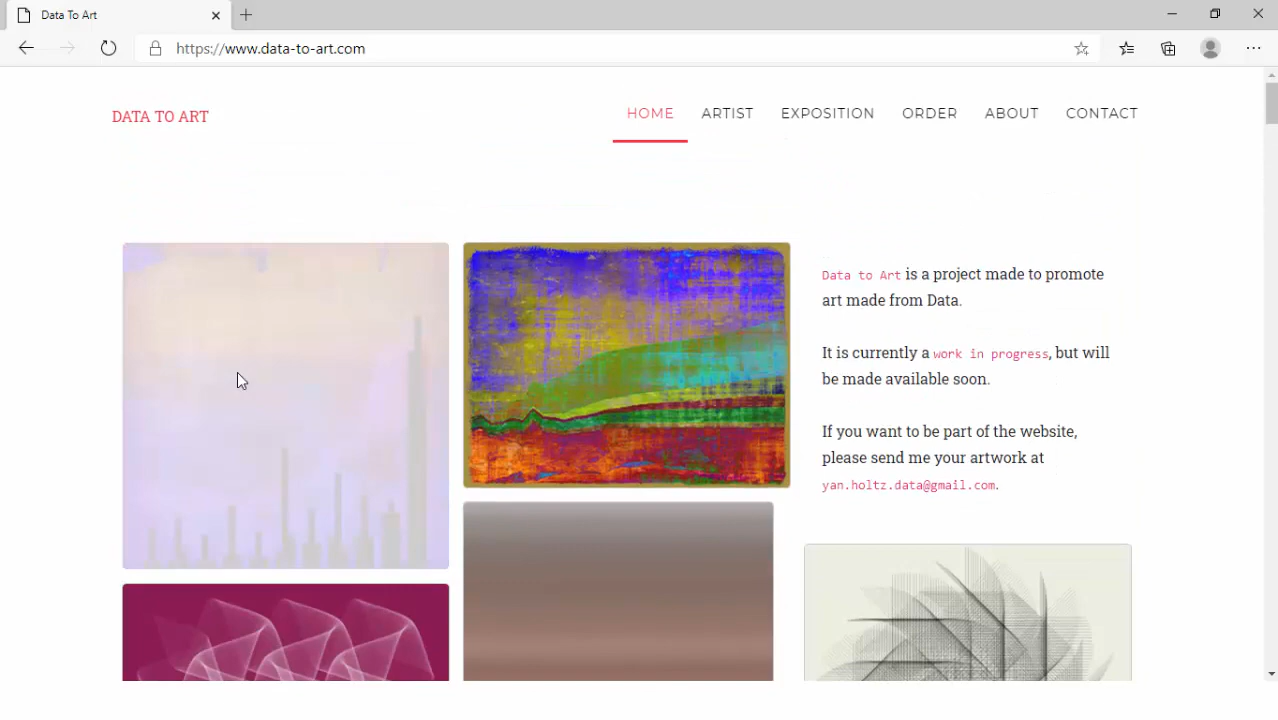 Data To Art
https://www.data-to-art.com
DATA TO ART
HOME ARTIST EXPOSITION ORDER ABOUT CONTACT
Data to Art is a project made to promote
art made from Data.
It is currently a work in progress, but will
be made available soon.
If you want to be part of the website,
please send me your artwork at
yan.holtz.data@gmail.com.